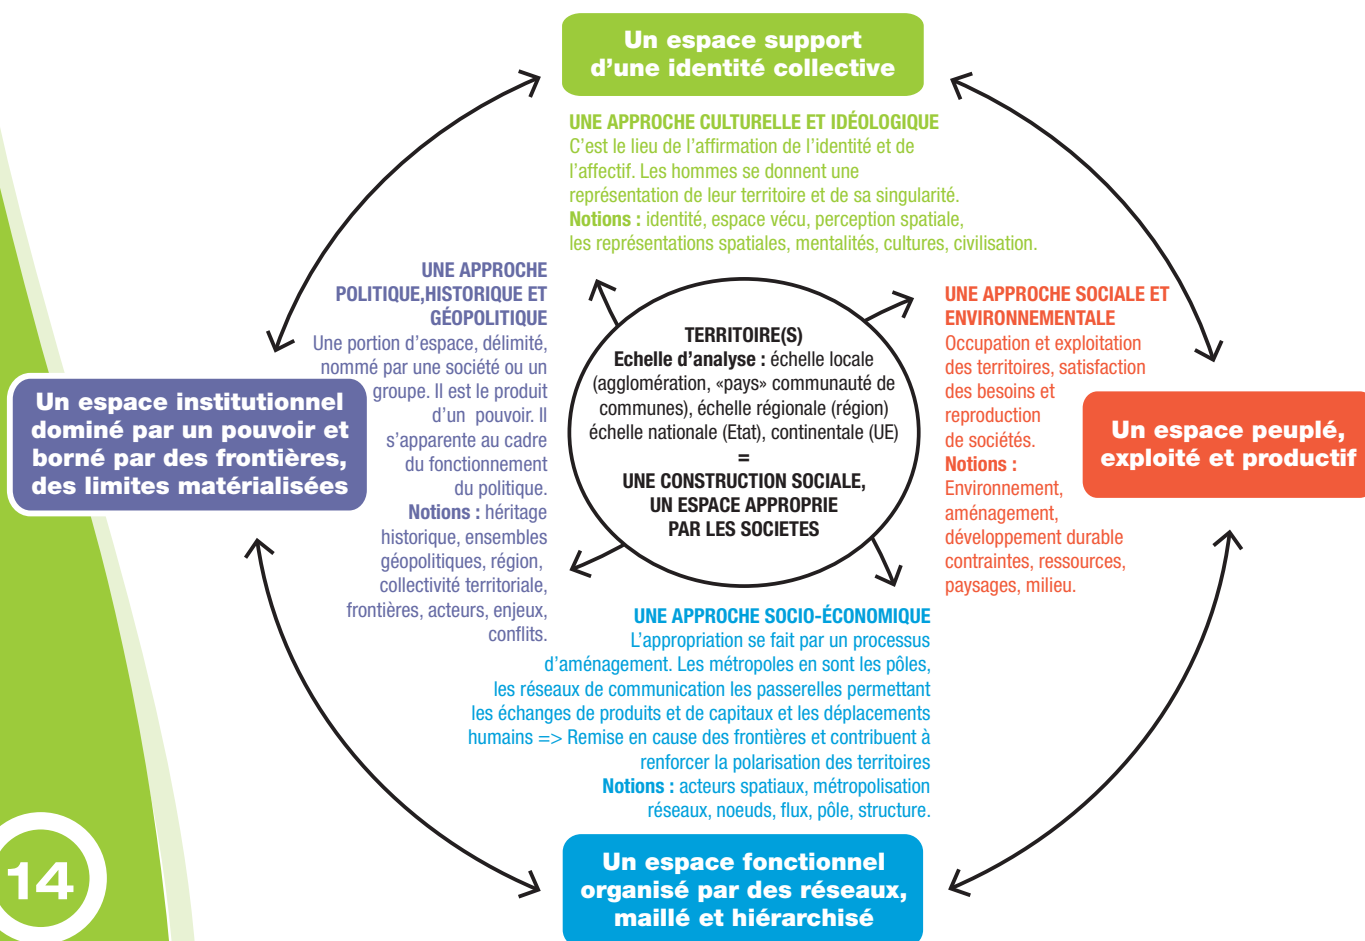 Un espace support
d'une identité collective
UNE APPROCHE CULTURELLE ET IDÉOLOGIQUE
C'est le lieu de l'affirmation de l'identité et de
l'affectif. Les hommes se donnent une
représentation de leur territoire et de sa singularité.
Notions : identité, espace vécu, perception spatiale,
les représentations spatiales, mentalités, cultures, civilisation.
UNE APPROCHE
POLITIQUE,HISTORIQUE ET
GÉOPOLITIQUE
Une portion d'espace, délimité,
nommé par une société ou un
groupe. Il est le produit
d'un pouvoir. Il
s'apparente au cadre
du fonctionnement
du politique.
Notions : héritage
historique, ensembles
géopolitiques, région,
collectivité territoriale,
frontières, acteurs, enjeux,
conflits.
Un espace institutionnel
dominé par un pouvoir et
borné par des frontières,
des limites matérialisées
TERRITOIRE(S)
Echelle d'analyse : échelle locale
(agglomération, «pays» communauté de
communes), échelle régionale (région)
échelle nationale (Etat), continentale (UE)
=
UNE CONSTRUCTION SOCIALE,
UN ESPACE APPROPRIE
PAR LES SOCIETES
UNE APPROCHE SOCIALE ET
ENVIRONNEMENTALE
Occupation et exploitation
des territoires, satisfaction
des besoins et
reproduction
de sociétés.
Notions :
Environnement,
aménagement,
développement durable
contraintes, ressources,
paysages, milieu.
Un espace peuplé,
exploité et productif
UNE APPROCHE SOCIO-ÉCONOMIQUE
L'appropriation se fait par un processus
d'aménagement. Les métropoles en sont les pôles,
les réseaux de communication les passerelles permettant
les échanges de produits et de capitaux et les déplacements
humains => Remise en cause des frontières et contribuent à
renforcer la polarisation des territoires
Notions : acteurs spatiaux, métropolisation
réseaux, noeuds, flux, pôle, structure.
Un espace fonctionnel
organisé par des réseaux,
maillé et hiérarchisé
14